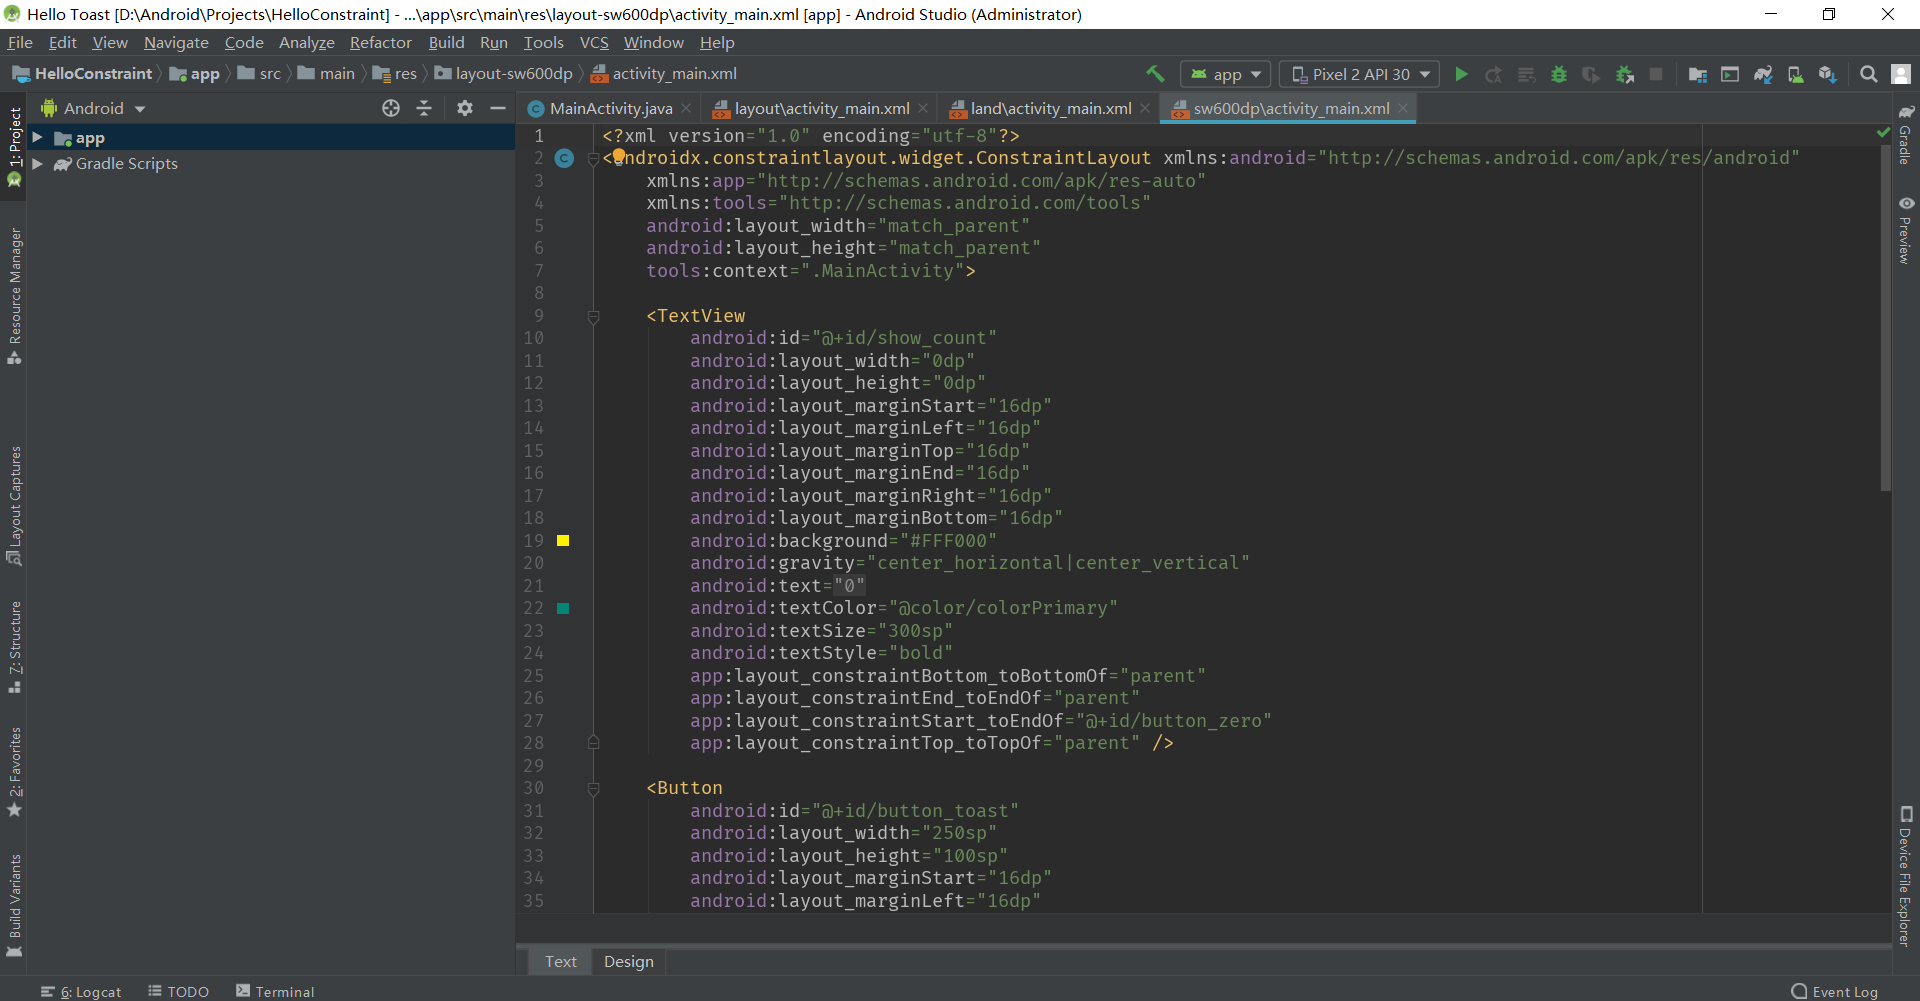 Hello Toast [D:\Android\Projects\HelloConstraint] - ...\app\src\main\res\layout-sw600dp\activity_main.xml [app] - Android Studio (Administrator)
File Edit View Navigate Code Analyze Refactor Build Run Tools VCS Window Help
HelloConstraint app src main res layout-sw600dp activity_main.xml app Pixel 2 API 30
Android MainActivity.java layout\activity_main.xml land\activity_main.xml sw600dp\activity_main.xml
app
Gradle Scripts
1: Project
Resource Manager
Layout Captures
7: Structure
2: Favorites
Build Variants
1 <?xml version="1.0" encoding="utf-8"?>
2 <androidx.constraintlayout.widget.ConstraintLayout xmlns:android="http://schemas.android.com/apk/res/android"
3 xmlns:app="http://schemas.android.com/apk/res-auto"
4 xmlns:tools="http://schemas.android.com/tools"
5 android:layout_width="match_parent"
6 android:layout_height="match_parent"
7 tools:context=".MainActivity">
8
9 <TextView
10 android:id="@+id/show_count"
11 android:layout_width="0dp"
12 android:layout_height="0dp"
13 android:layout_marginStart="16dp"
14 android:layout_marginLeft="16dp"
15 android:layout_marginTop="16dp"
16 android:layout_marginEnd="16dp"
17 android:layout_marginRight="16dp"
18 android:layout_marginBottom="16dp"
19 android:background="#FFF000"
20 android:gravity="center_horizontal|center_vertical"
21 android:text="0"
22 android:textColor="@color/colorPrimary"
23 android:textSize="300sp"
24 android:textStyle="bold"
25 app:layout_constraintBottom_toBottomOf="parent"
26 app:layout_constraintEnd_toEndOf="parent"
27 app:layout_constraintStart_toEndOf="@+id/button_zero"
28 app:layout_constraintTop_toTopOf="parent" />
29
30 <Button
31 android:id="@+id/button_toast"
32 android:layout_width="250sp"
33 android:layout_height="100sp"
34 android:layout_marginStart="16dp"
35 android:layout_marginLeft="16dp"
Gradle
Preview
Device File Explorer
Text Design
6: Logcat TODO Terminal Event Log